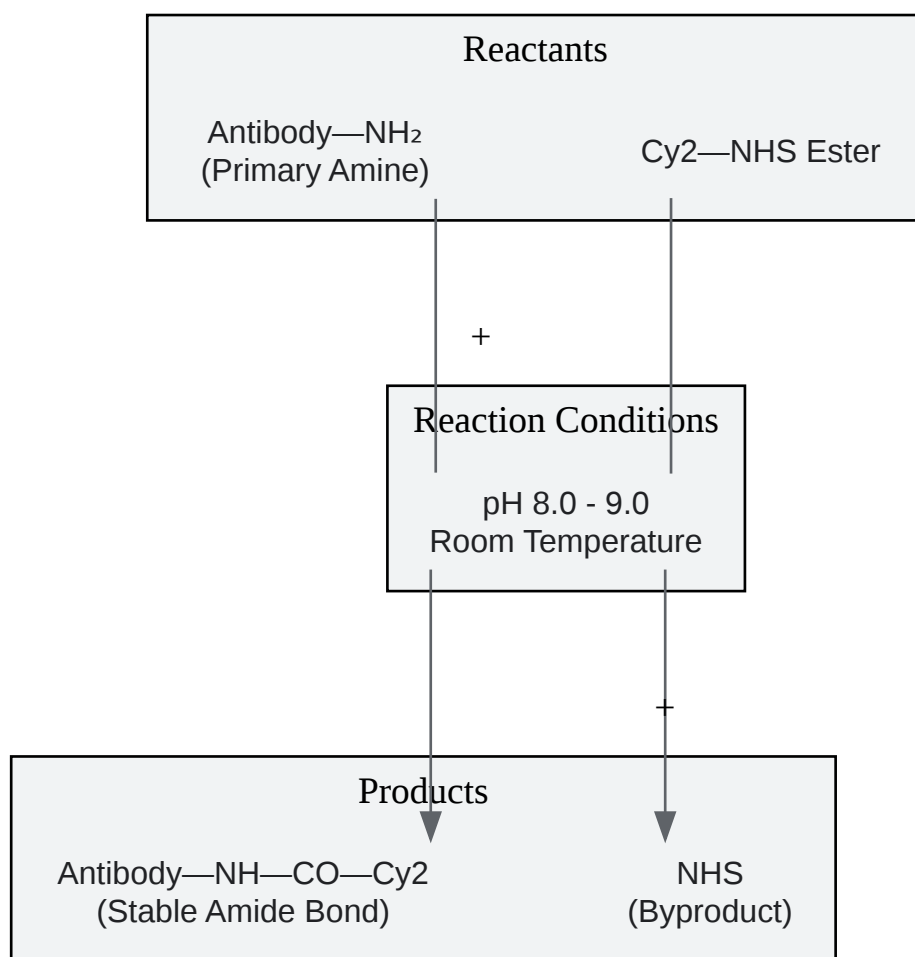 Reactants
Antibody—NH₂
(Primary Amine)
Cy2—NHS Ester
+
Reaction Conditions
pH 8.0 - 9.0
Room Temperature
+
Products
Antibody—NH—CO—Cy2
(Stable Amide Bond)
NHS
(Byproduct)